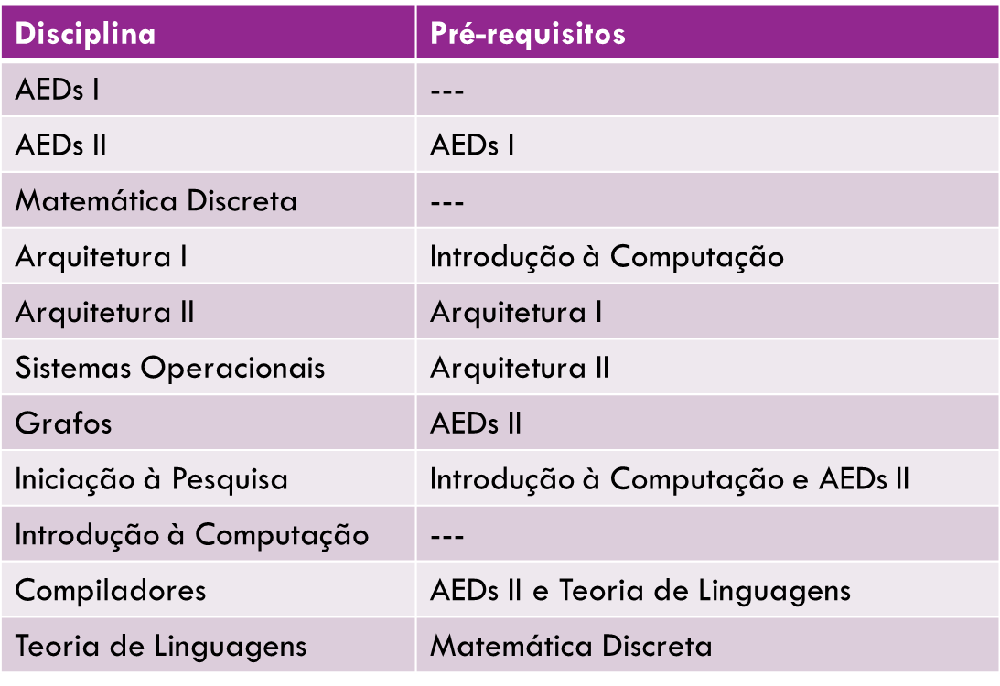 Disciplina Pré-requisitos
AEDs I ---
AEDs II AEDs I
Matemática Discreta ---
Arquitetura I Introdução à Computação
Arquitetura II Arquitetura I
Sistemas Operacionais Arquitetura II
Grafos AEDs II
Iniciação à Pesquisa Introdução à Computação e AEDs II
Introdução à Computação ---
Compiladores AEDs II e Teoria de Linguagens
Teoria de Linguagens Matemática Discreta